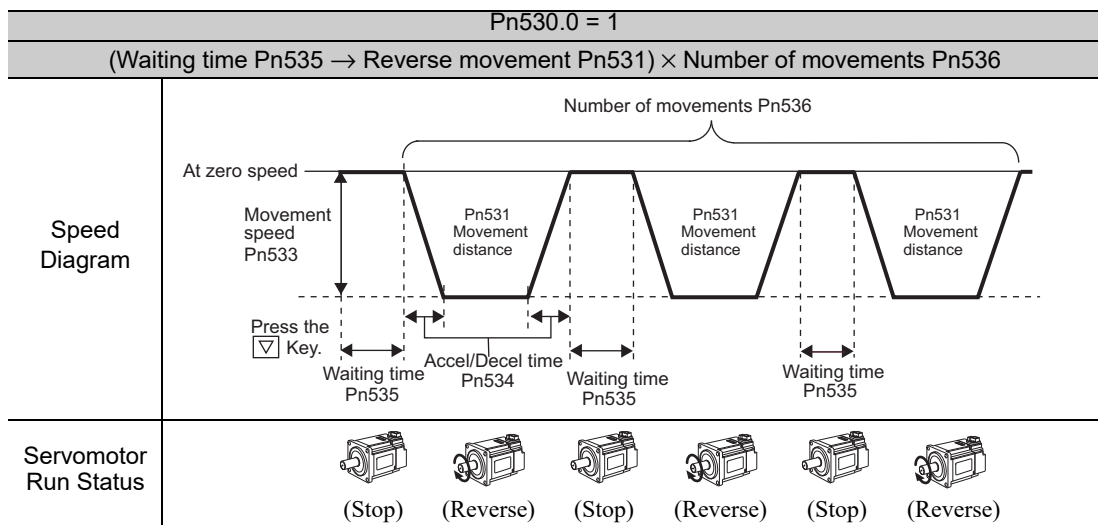 Pn530.0 = 1
(Waiting time Pn535 → Reverse movement Pn531) × Number of movements Pn536
Speed
Diagram
Number of movements Pn536
At zero speed
Movement
speed
Pn533
Pn531
Movement
distance
Pn531
Movement
distance
Pn531
Movement
distance
Press the
▽ Key.
Waiting time
Pn535
Accel/Decel time
Pn534
Waiting time
Pn535
Waiting time
Pn535
Servomotor
Run Status
(Stop) (Reverse) (Stop) (Reverse) (Stop) (Reverse)